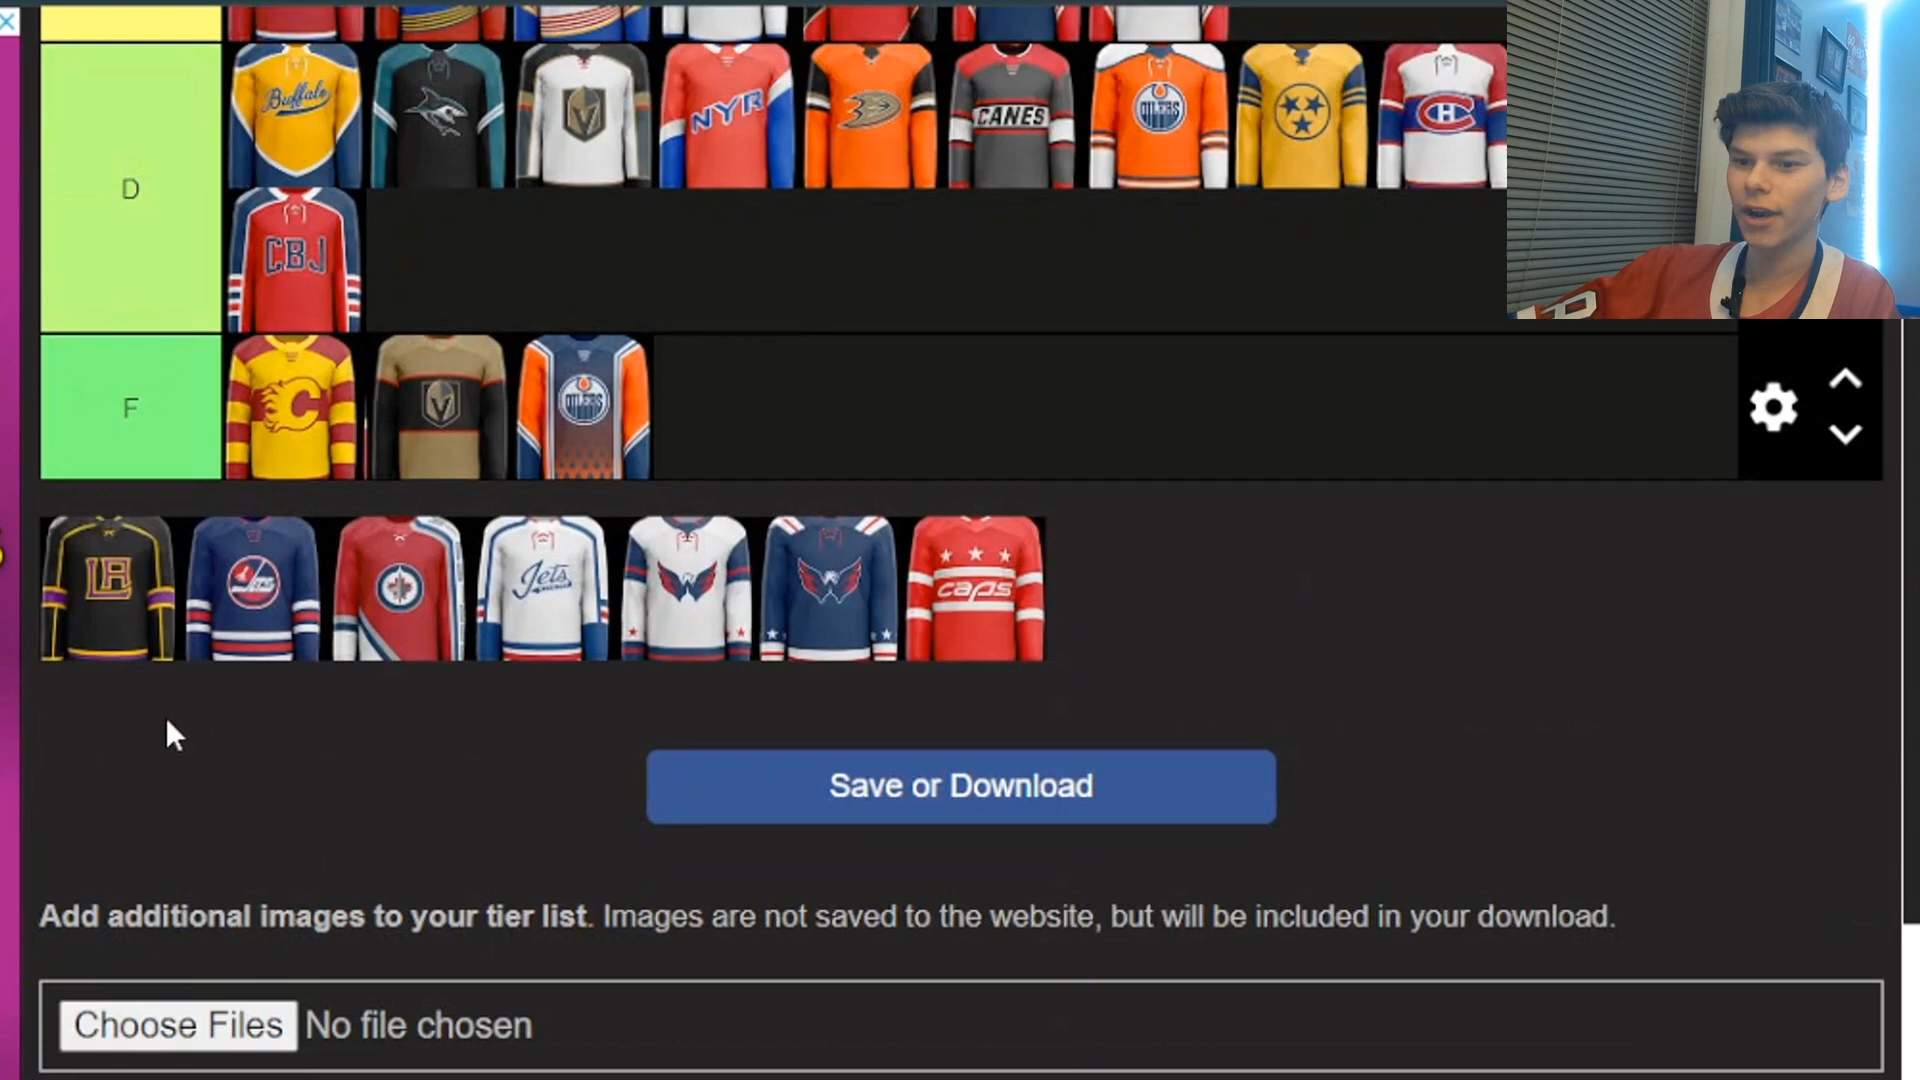 Buffalo
NYR
CANES
OILERS
D
CBJ
F
C
V
OILERS
LA
JETS
Jets
caps
Save or Download
Add additional images to your tier list. Images are not saved to the website, but will be included in your download.
Choose Files No file chosen